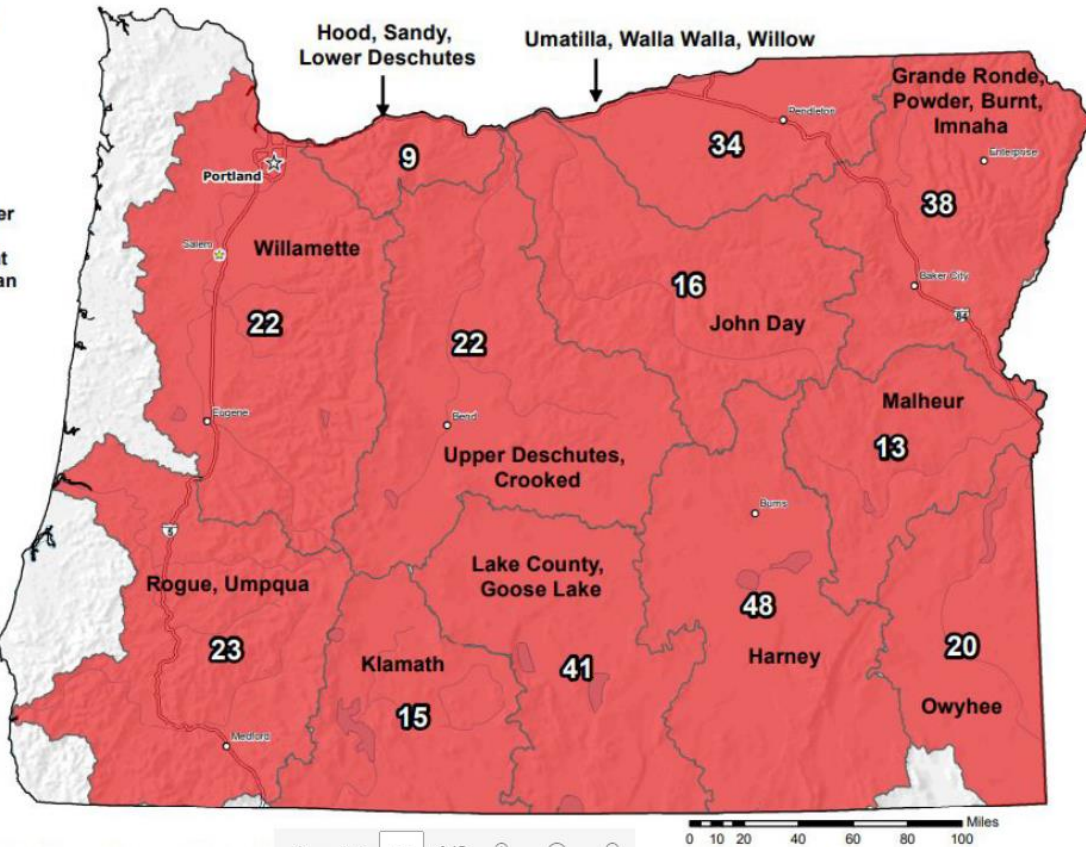 Hood, Sandy,
Lower Deschutes
Umatilla, Walla Walla, Willow
Grande Ronde,
Powder, Burnt,
Imnaha
Pendleton
Enterprise
34
9
Portland
38
er
Salem
Willamette
t
an
16
Baker City
John Day
84
22
22
Malheur
Eugene
Bend
13
Upper Deschutes,
Crooked
Burns
5
Lake County,
Goose Lake
Rogue, Umpqua
48
23
Klamath
41
Harney
20
15
Owyhee
Medford
Miles
0 10 20 40 60 80 100